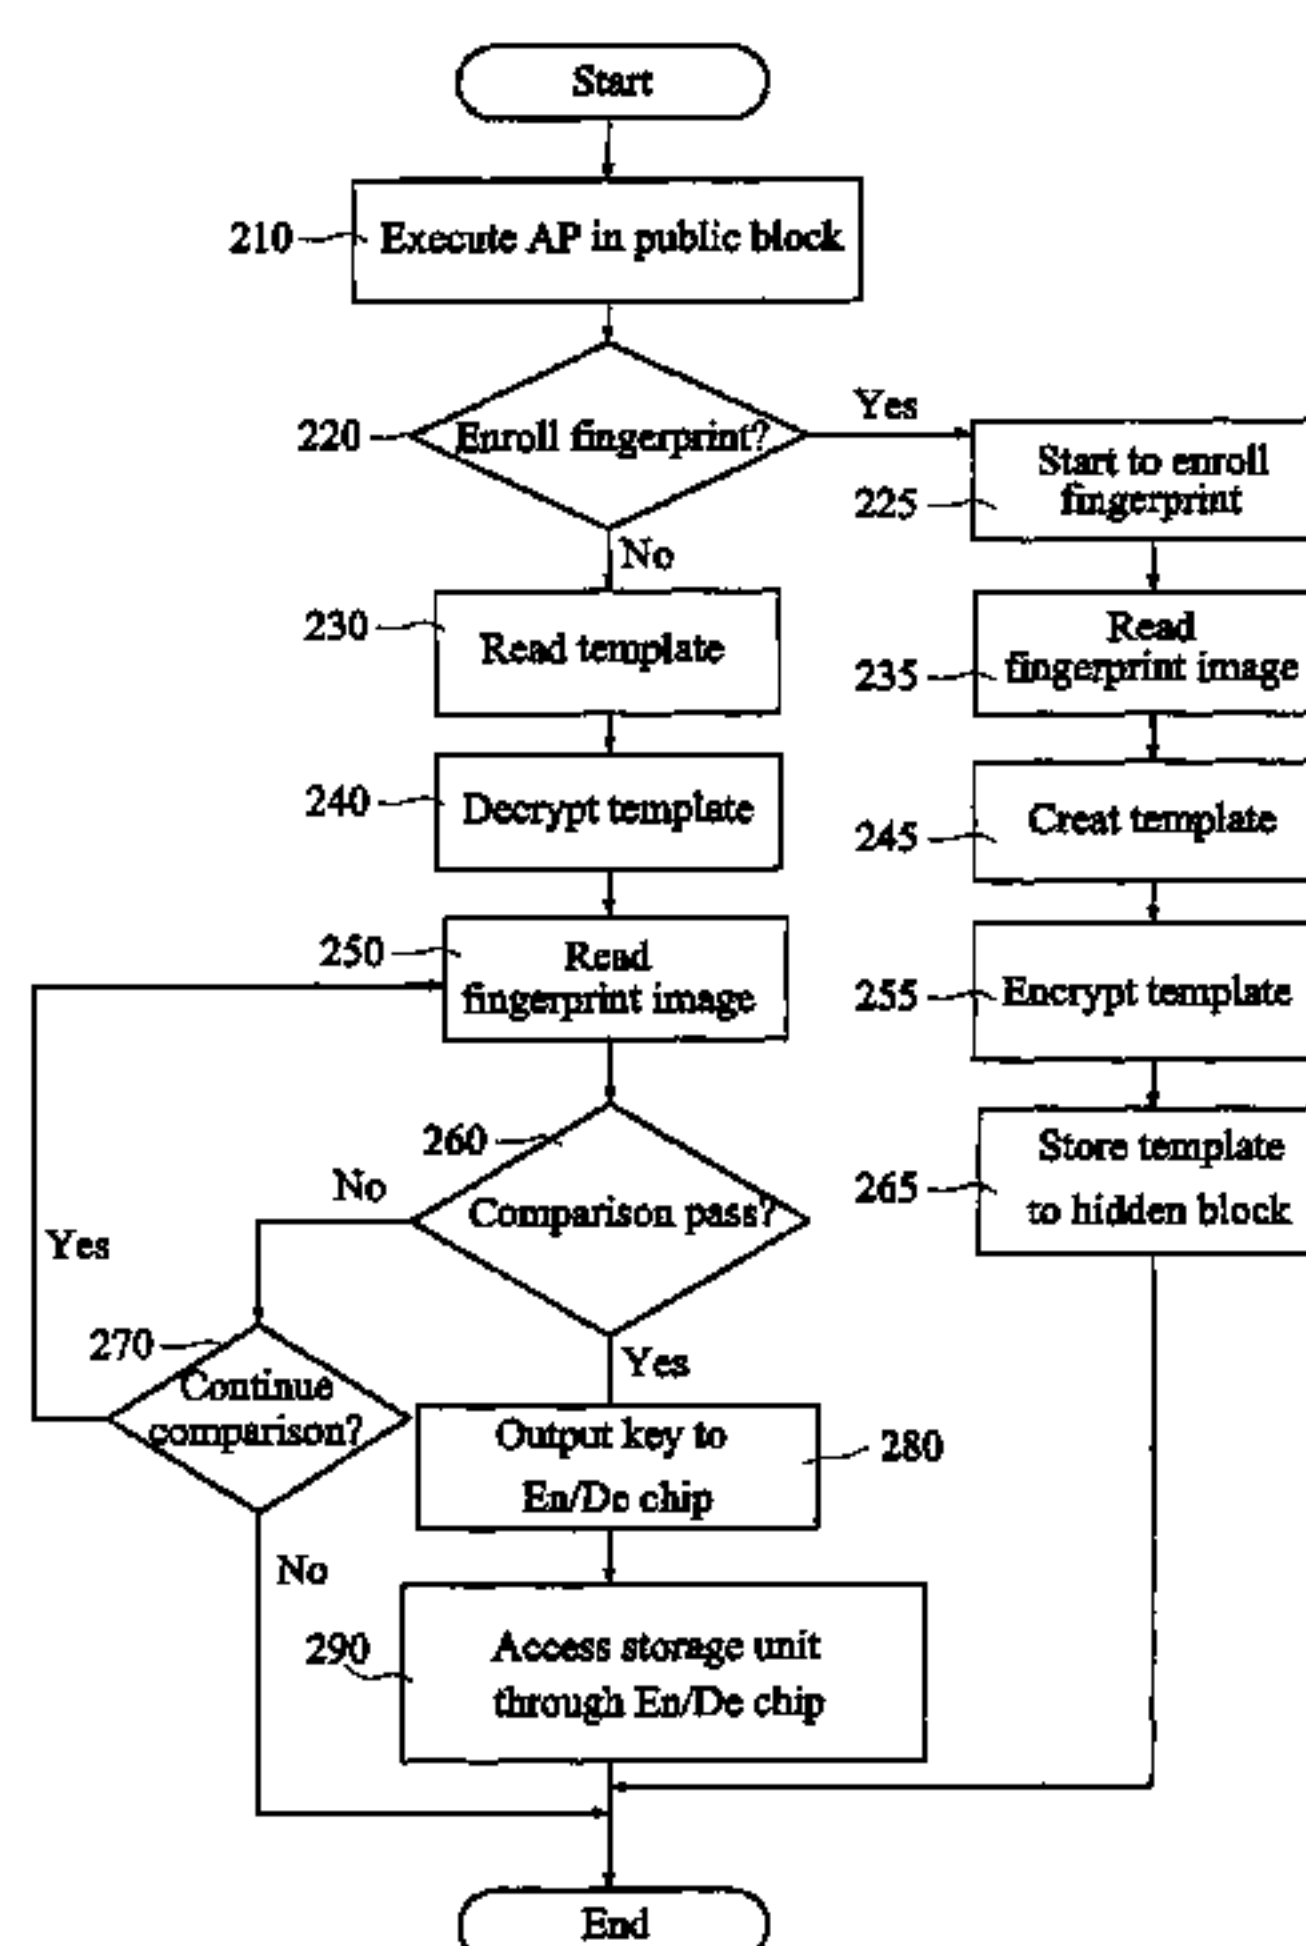 Start
210
Execute AP in public block
220
Enroll fingerprint?
Yes
No
225
Start to enroll
fingerprint
230
Read template
235
Read
fingerprint image
240
Decrypt template
245
Creat template
250
Read
fingerprint image
255
Encrypt template
260
Comparison pass?
No
Yes
265
Store template
to hidden block
Yes
270
Continue
comparison?
No
Output key to
En/De chip
280
290
Access storage unit
through En/De chip
End